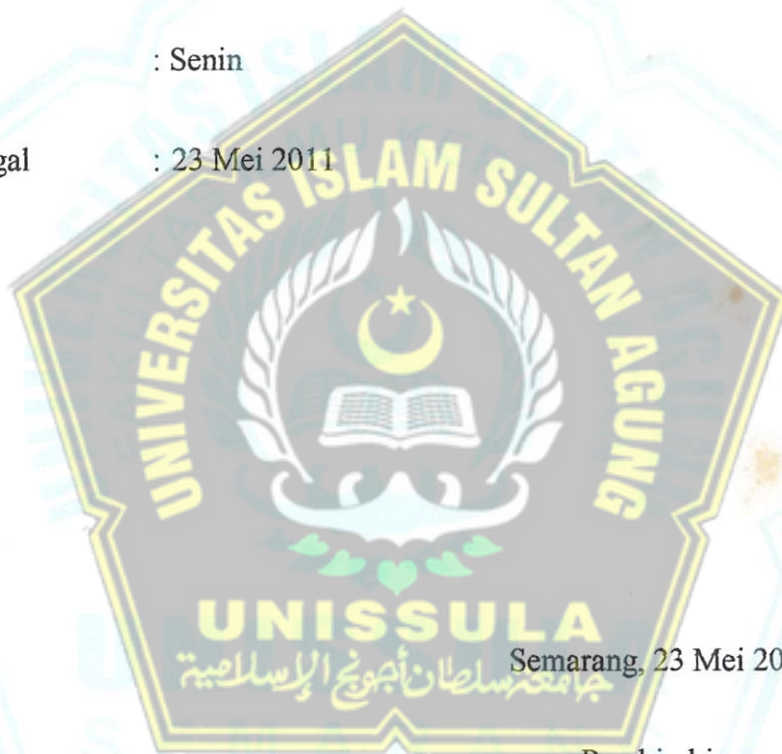 : Senin
gal : 23 Mei 2011
UNIVERSITAS ISLAM SULTAN AGUNG
UNISSULA
جامعة سلطان أجونج الإسلامية
Semarang, 23 Mei 20